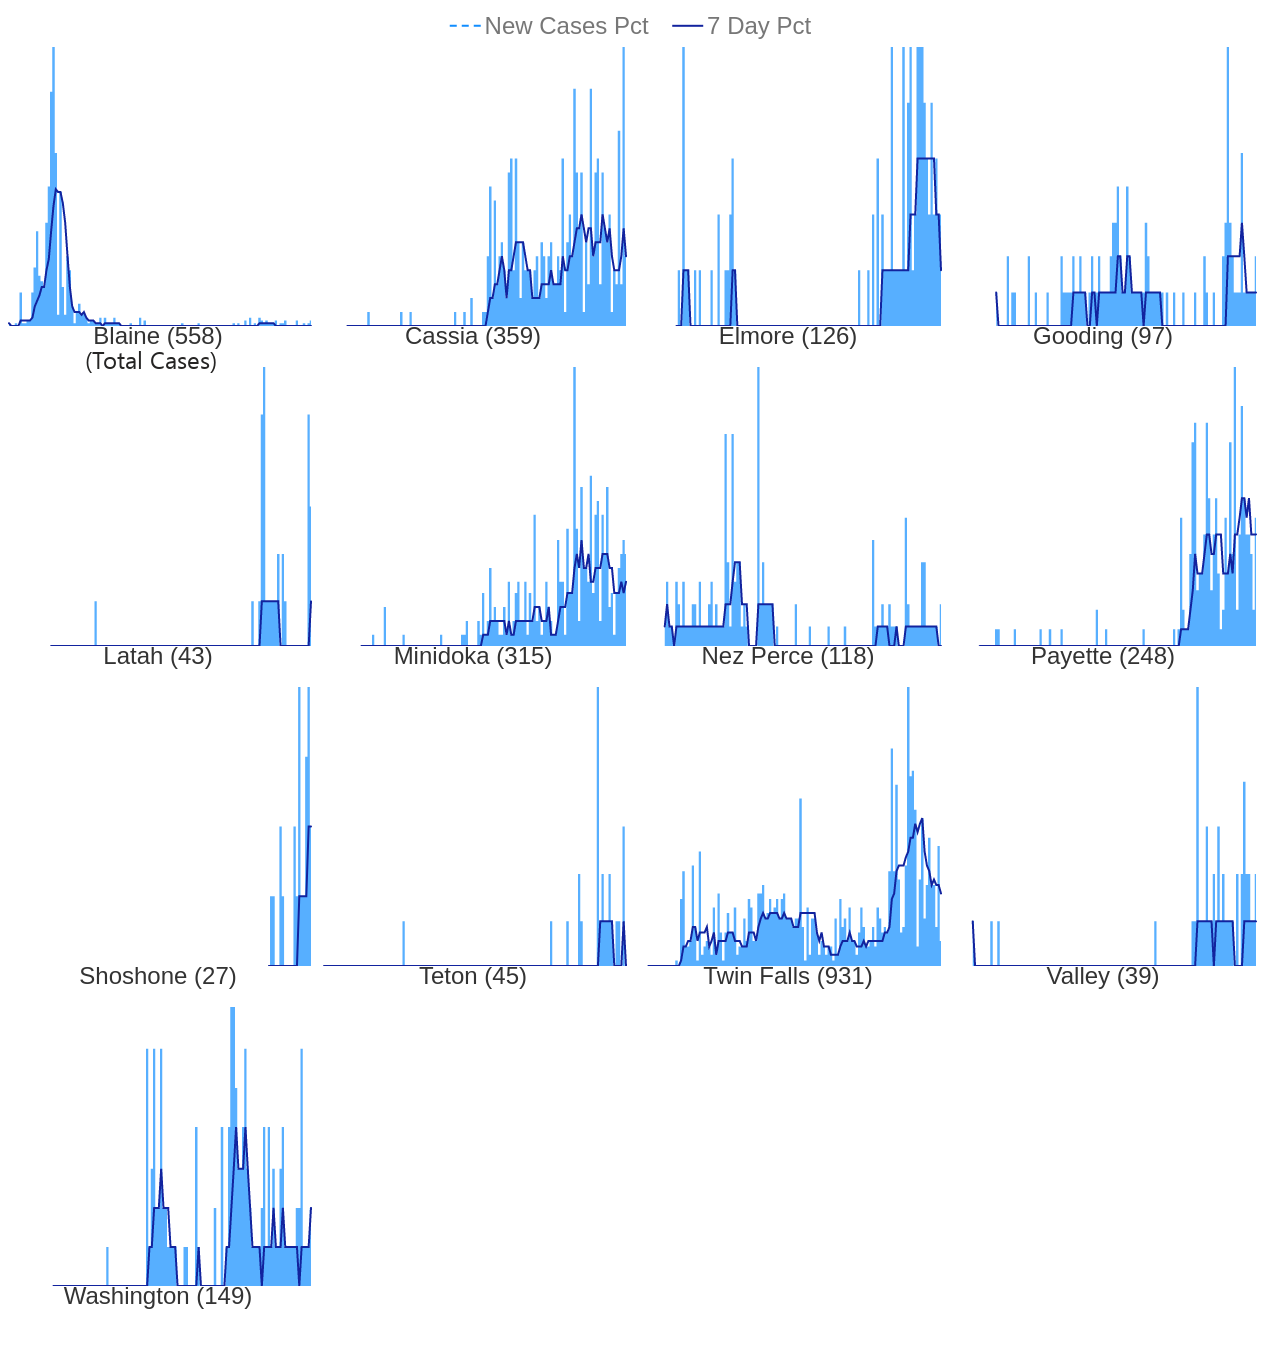 New Cases Pct 7 Day Pct
Blaine (558) Cassia (359) Elmore (126) Gooding (97)
(Total Cases)
Latah (43) Minidoka (315) Nez Perce (118) Payette (248)
Shoshone (27) Teton (45) Twin Falls (931) Valley (39)
Washington (149)